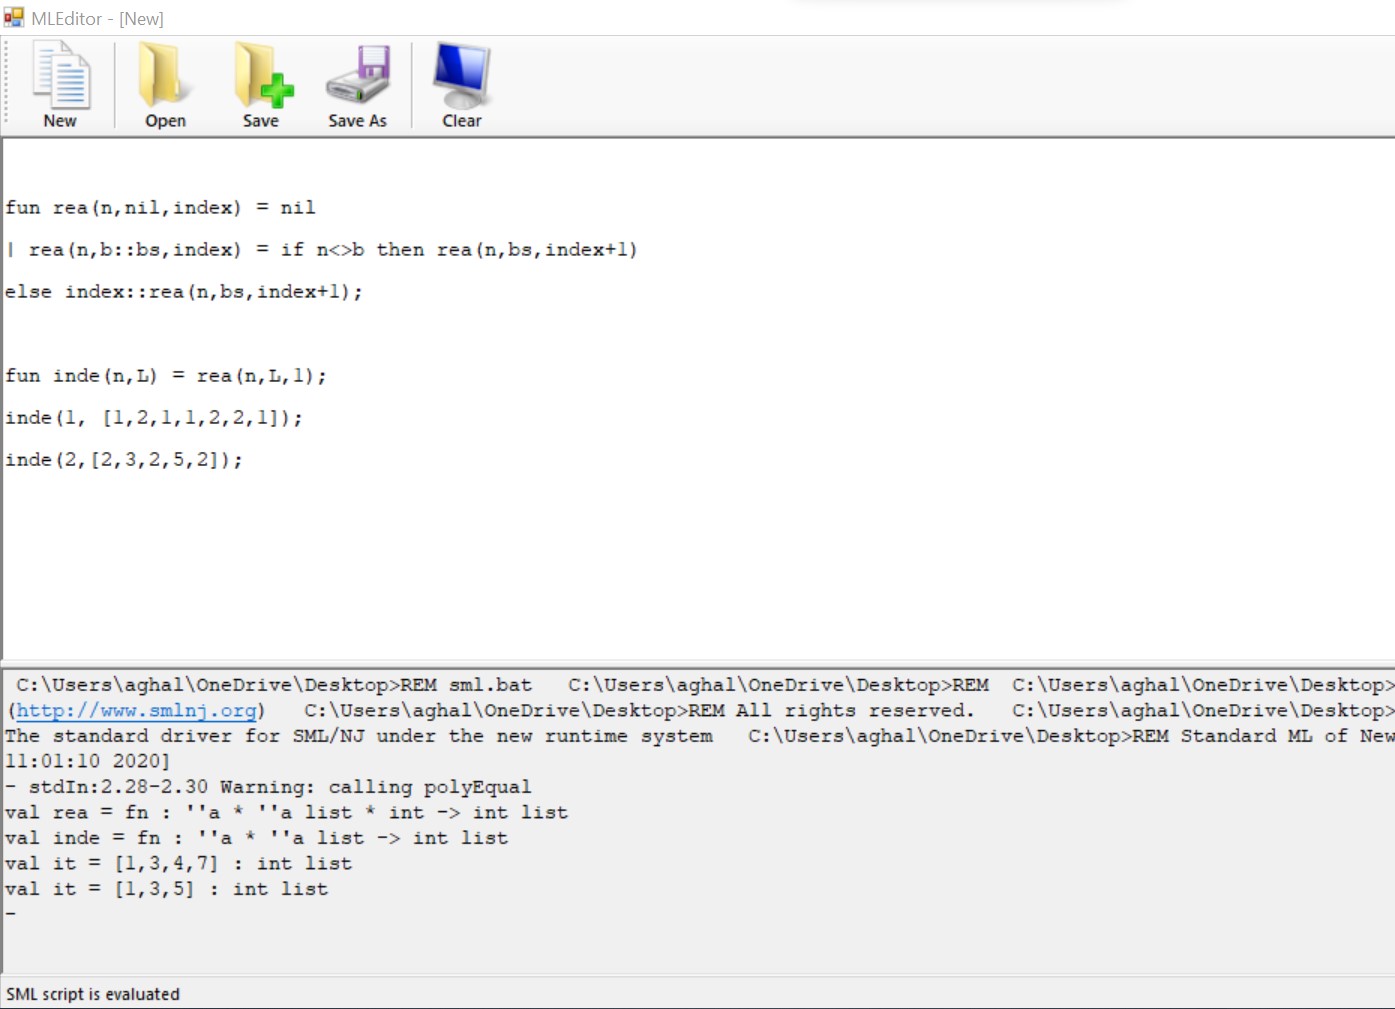 MLEditor - [New]
New Open Save Save As Clear
fun rea(n,nil,index) = nil
| rea(n,b::bs,index) = if n<>b then rea(n,bs,index+1)
else index::rea(n,bs,index+1);
fun inde(n,L) = rea(n,L,1);
inde(1, [1,2,1,1,2,2,1]);
inde(2,[2,3,2,5,2]);
C:\Users\aghal\OneDrive\Desktop>REM sml.bat C:\Users\aghal\OneDrive\Desktop>REM C:\Users\aghal\OneDrive\Desktop>
(http://www.smlnj.org) C:\Users\aghal\OneDrive\Desktop>REM All rights reserved. C:\Users\aghal\OneDrive\Desktop>
The standard driver for SML/NJ under the new runtime system C:\Users\aghal\OneDrive\Desktop>REM Standard ML of New
11:01:10 2020]
- stdIn:2.28-2.30 Warning: calling polyEqual
val rea = fn : ''a * ''a list * int -> int list
val inde = fn : ''a * ''a list -> int list
val it = [1,3,4,7] : int list
val it = [1,3,5] : int list
-
SML script is evaluated